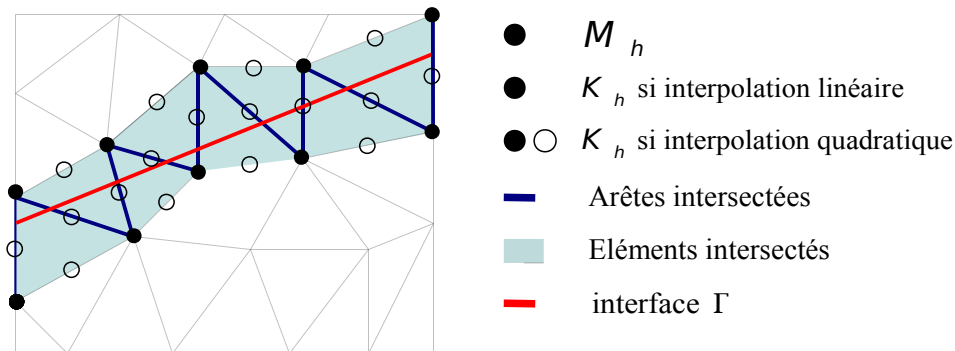 M h
K h si interpolation linéaire
K h si interpolation quadratique
Arêtes intersectées
Eléments intersectés
interface Γ